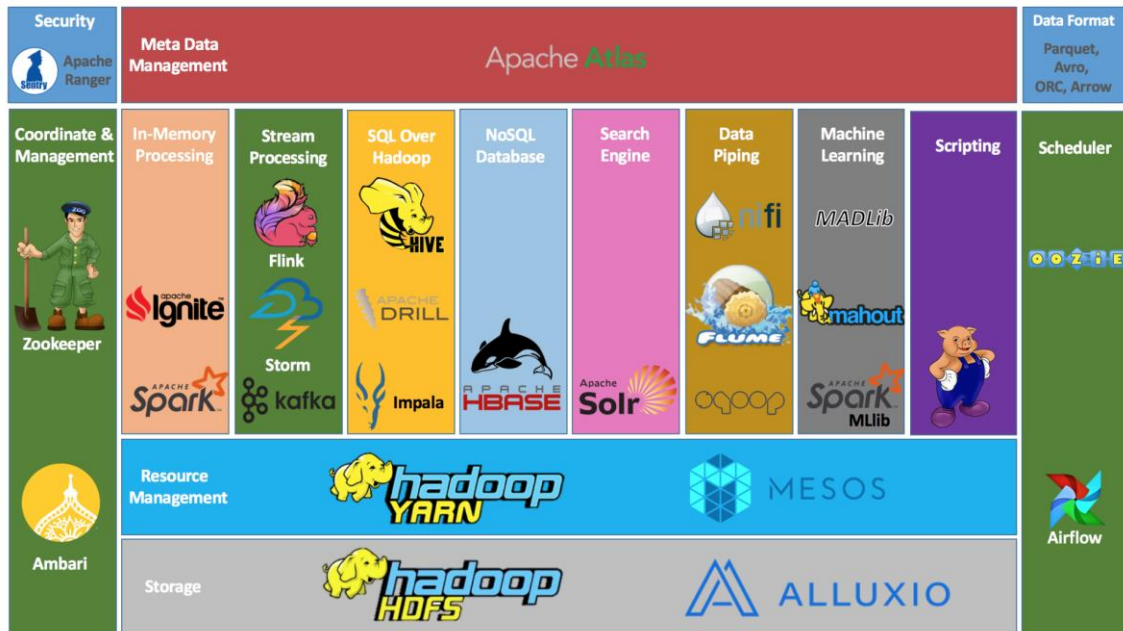 Security
Sentry
Apache
Ranger
Meta Data
Management
Apache Atlas
Data Format
Parquet,
Avro,
ORC, Arrow
Coordinate &
Management
ZOO
Zookeeper
Ambari
In-Memory
Processing
apache
Ignite
APACHE
Spark
Stream
Processing
Flink
Storm
kafka
SQL Over
Hadoop
HIVE
APACHE
DRILL
Impala
NoSQL
Database
APACHE
HBASE
Search
Engine
Apache
Solr
Data
Piping
nifi
FLUME
sqoop
Machine
Learning
MADLib
mahout
APACHE
Spark
MLlib
Scripting
Scheduler
OOZIE
Airflow
Resource
Management
hadoop
YARN
MESOS
Storage
hadoop
HDFS
ALLUXIO